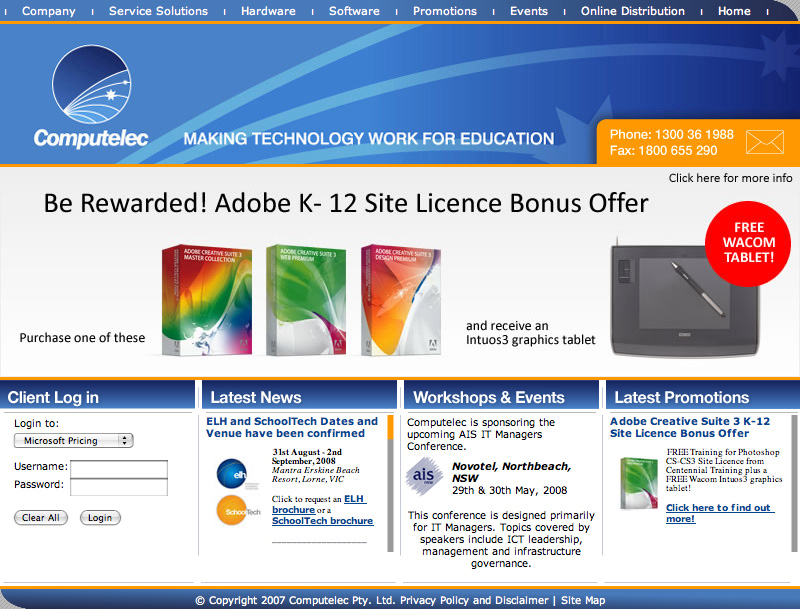 Company
Service Solutions
Hardware
Software
Promotions
Events
Online Distribution
Home
Computelec
MAKING TECHNOLOGY WORK FOR EDUCATION
Phone: 1300 36 1988
Fax: 1800 655 290
Click here for more info
Be Rewarded! Adobe K- 12 Site Licence Bonus Offer
FREE
WACOM
TABLET!
ADOBE CREATIVE SUITE 3
MASTER COLLECTION
ADOBE CREATIVE SUITE 3
WEB PREMIUM
ADOBE CREATIVE SUITE 3
DESIGN PREMIUM
Purchase one of these
and receive an
Intuos3 graphics tablet
Client Log in
Login to:
Microsoft Pricing
Username:
Password:
Clear All
Login
Latest News
ELH and SchoolTech Dates and
Venue have been confirmed
elh
SchoolTech
31st August - 2nd
September, 2008
Mantra Erskine Beach
Resort, Lorne, VIC
Click to request an ELH
brochure or a
SchoolTech brochure
Workshops & Events
Computelec is sponsoring the
upcoming AIS IT Managers
Conference.
ais
Novotel, Northbeach,
NSW
29th & 30th May, 2008
This conference is designed primarily
for IT Managers. Topics covered by
speakers include ICT leadership,
management and infrastructure
governance.
Latest Promotions
Adobe Creative Suite 3 K-12
Site Licence Bonus Offer
FREE Training for Photoshop
CS-CS3 Site Licence from
Centennial Training plus a
FREE Wacom Intuos3 graphics
tablet!
Click here to find out
more!
© Copyright 2007 Computelec Pty. Ltd. Privacy Policy and Disclaimer | Site Map